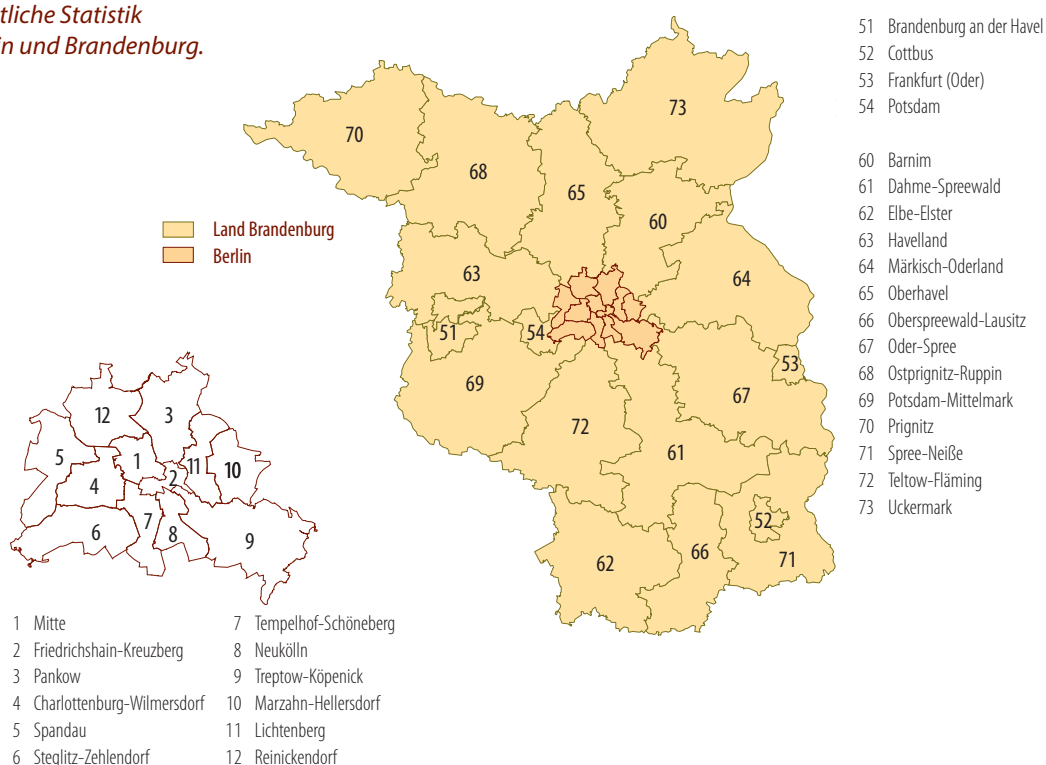 tliche Statistik
in und Brandenburg.
Land Brandenburg
Berlin
73
70
68
65
60
63
64
51
54
53
69
67
72
61
52
66
62
71
12
3
5
1
11
10
4
2
7
6
8
9
51 Brandenburg an der Havel
52 Cottbus
53 Frankfurt (Oder)
54 Potsdam
60 Barnim
61 Dahme-Spreewald
62 Elbe-Elster
63 Havelland
64 Märkisch-Oderland
65 Oberhavel
66 Oberspreewald-Lausitz
67 Oder-Spree
68 Ostprignitz-Ruppin
69 Potsdam-Mittelmark
70 Prignitz
71 Spree-Neiße
72 Teltow-Fläming
73 Uckermark
1 Mitte
2 Friedrichshain-Kreuzberg
3 Pankow
4 Charlottenburg-Wilmersdorf
5 Spandau
6 Steglitz-Zehlendorf
7 Tempelhof-Schöneberg
8 Neukölln
9 Treptow-Köpenick
10 Marzahn-Hellersdorf
11 Lichtenberg
12 Reinickendorf